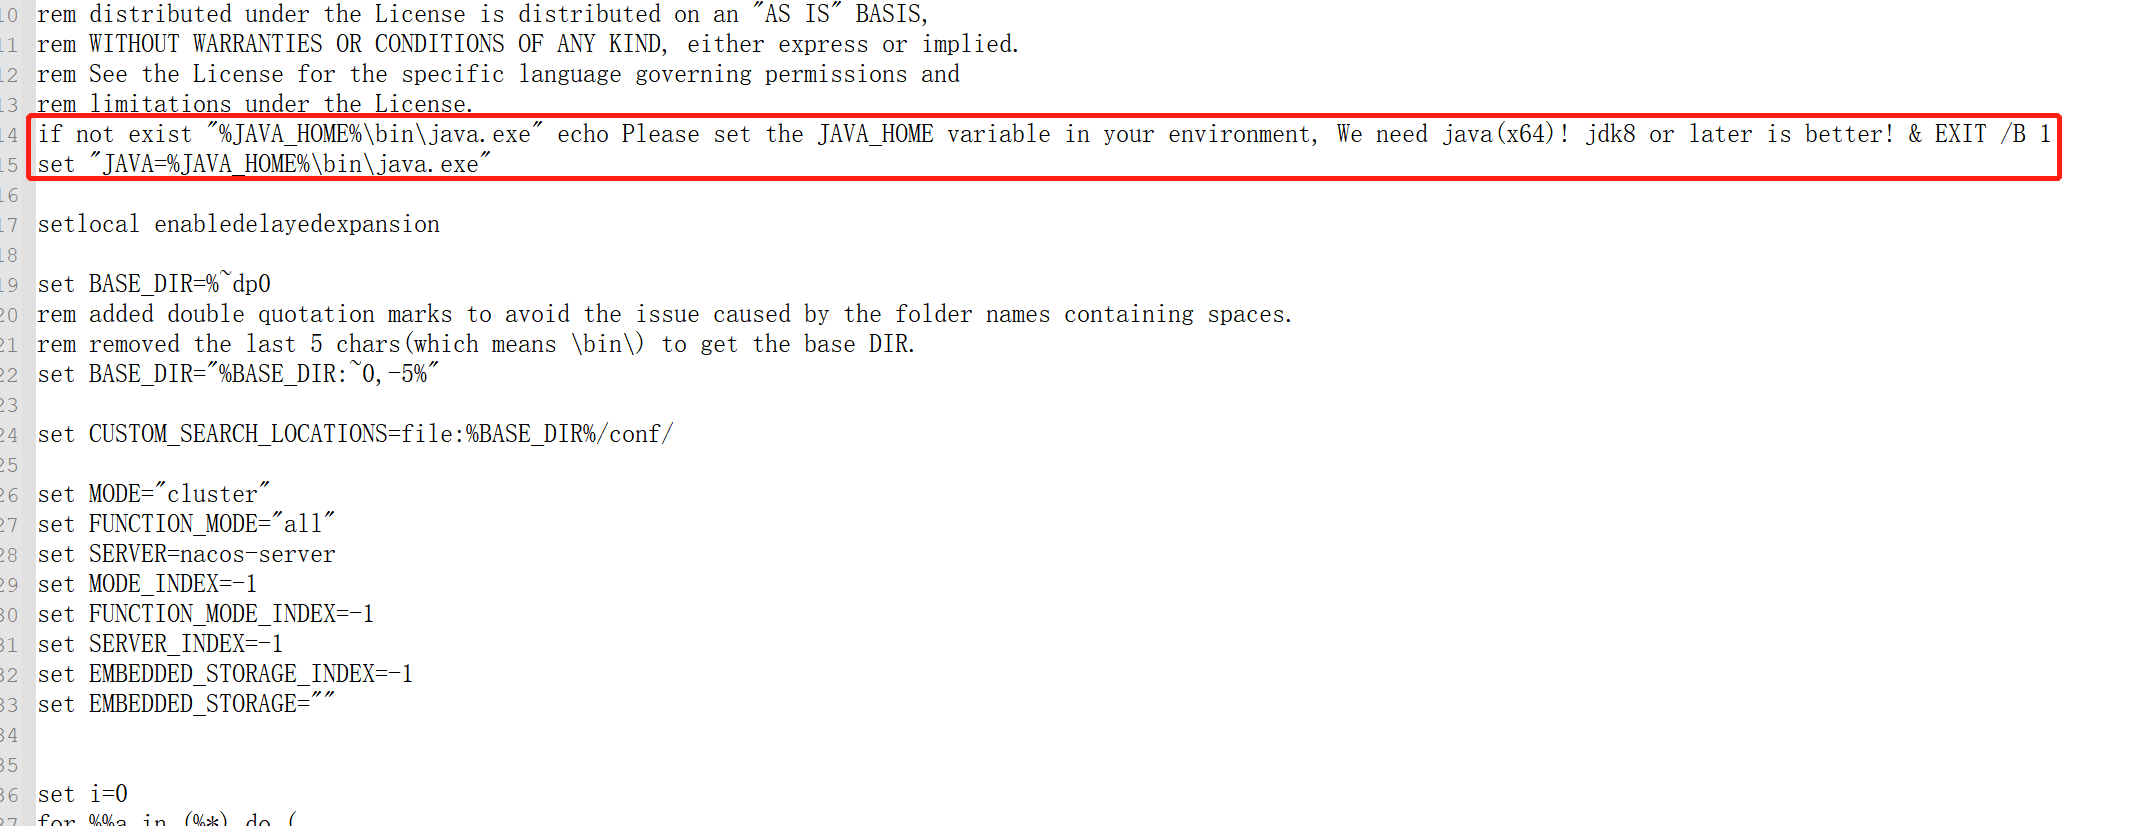 10 rem distributed under the License is distributed on an "AS IS" BASIS,
11 rem WITHOUT WARRANTIES OR CONDITIONS OF ANY KIND, either express or implied.
12 rem See the License for the specific language governing permissions and
13 rem limitations under the License.
14 if not exist "%JAVA_HOME%\bin\java.exe" echo Please set the JAVA_HOME variable in your environment, We need java(x64)! jdk8 or later is better! & EXIT /B 1
15 set "JAVA=%JAVA_HOME%\bin\java.exe"
16
17 setlocal enabledelayedexpansion
18
19 set BASE_DIR=%~dp0
20 rem added double quotation marks to avoid the issue caused by the folder names containing spaces.
21 rem removed the last 5 chars(which means \bin\) to get the base DIR.
22 set BASE_DIR="%BASE_DIR:~0,-5%"
23
24 set CUSTOM_SEARCH_LOCATIONS=file:%BASE_DIR%/conf/
25
26 set MODE="cluster"
27 set FUNCTION_MODE="all"
28 set SERVER=nacos-server
29 set MODE_INDEX=-1
30 set FUNCTION_MODE_INDEX=-1
31 set SERVER_INDEX=-1
32 set EMBEDDED_STORAGE_INDEX=-1
33 set EMBEDDED_STORAGE=""
34
35
36 set i=0
37 for %%a in (%*) do (